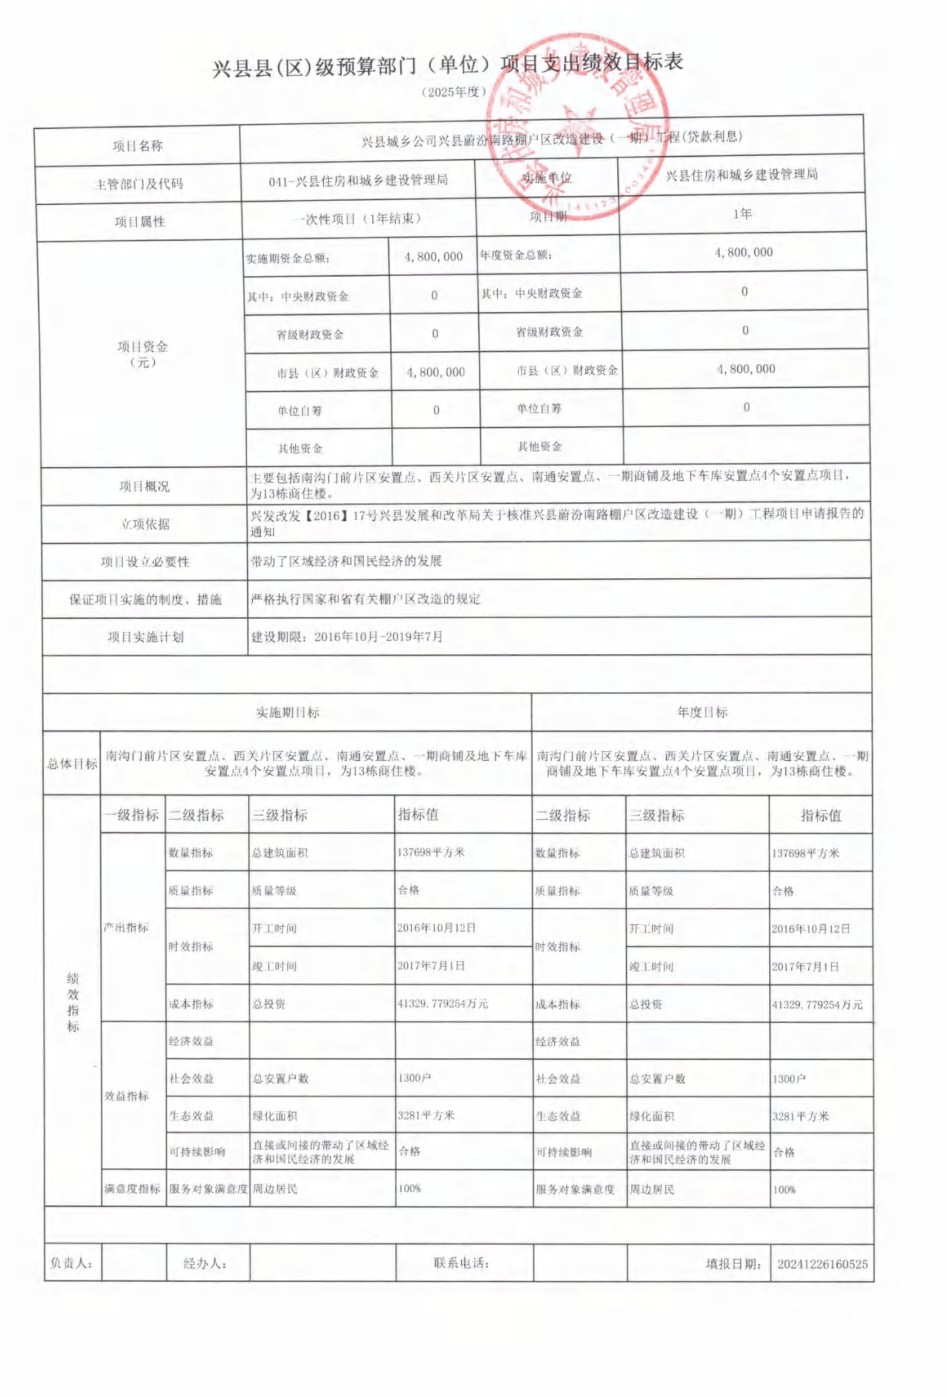 兴县县(区)级预算部门（单位）项目支出绩效目标表
（2025年度）
项目名称 兴县城乡公司兴县蔚汾南路棚户区改造建设（一期）工程(贷款利息)
主管部门及代码 041-兴县住房和城乡建设管理局 实施单位 兴县住房和城乡建设管理局
项目属性 一次性项目（1年结束） 项目期 1年
项目资金
（元）
实施期资金总额： 4,800,000 年度资金总额： 4,800,000
其中：中央财政资金 0 其中：中央财政资金 0
省级财政资金 0 省级财政资金 0
市县（区）财政资金 4,800,000 市县（区）财政资金 4,800,000
单位自筹 0 单位自筹 0
其他资金 其他资金
项目概况 主要包括南沟门前片区安置点、西关片区安置点、南通安置点、一期商铺及地下车库安置点4个安置点项目，
为13栋商住楼。
立项依据 兴发改发【2016】17号兴县发展和改革局关于核准兴县蔚汾南路棚户区改造建设（一期）工程项目申请报告的
通知
项目设立必要性 带动了区域经济和国民经济的发展
保证项目实施的制度、措施 严格执行国家和省有关棚户区改造的规定
项目实施计划 建设期限：2016年10月-2019年7月
实施期目标 年度目标
总体目标
南沟门前片区安置点、西关片区安置点、南通安置点、一期商铺及地下车库
安置点4个安置点项目，为13栋商住楼。
南沟门前片区安置点、西关片区安置点、南通安置点、一期
商铺及地下车库安置点4个安置点项目，为13栋商住楼。
绩
效
指
标
一级指标 二级指标 三级指标 指标值 二级指标 三级指标 指标值
产出指标
数量指标 总建筑面积 137698平方米 数量指标 总建筑面积 137698平方米
质量指标 质量等级 合格 质量指标 质量等级 合格
时效指标 开工时间 2016年10月12日 时效指标 开工时间 2016年10月12日
竣工时间 2017年7月1日 竣工时间 2017年7月1日
成本指标 总投资 41329.779254万元 成本指标 总投资 41329.779254万元
效益指标
经济效益 经济效益
社会效益 总安置户数 1300户 社会效益 总安置户数 1300户
生态效益 绿化面积 3281平方米 生态效益 绿化面积 3281平方米
可持续影响 直接或间接的带动了区域经
济和国民经济的发展 合格 可持续影响 直接或间接的带动了区域经
济和国民经济的发展 合格
满意度指标 服务对象满意度 周边居民 100% 服务对象满意度 周边居民 100%
负责人： 经办人： 联系电话： 填报日期： 20241226160525